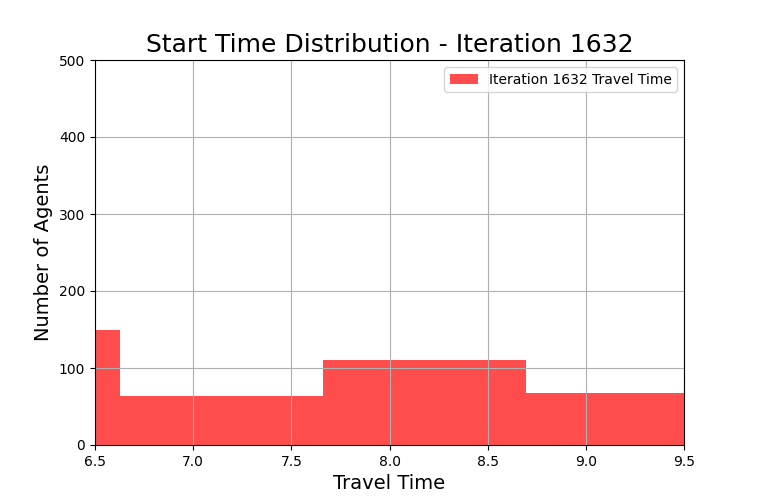 Start Time Distribution - Iteration 1632
500
Iteration 1632 Travel Time
400
300
200
100
0
Number of Agents
6.5 7.0 7.5 8.0 8.5 9.0 9.5
Travel Time